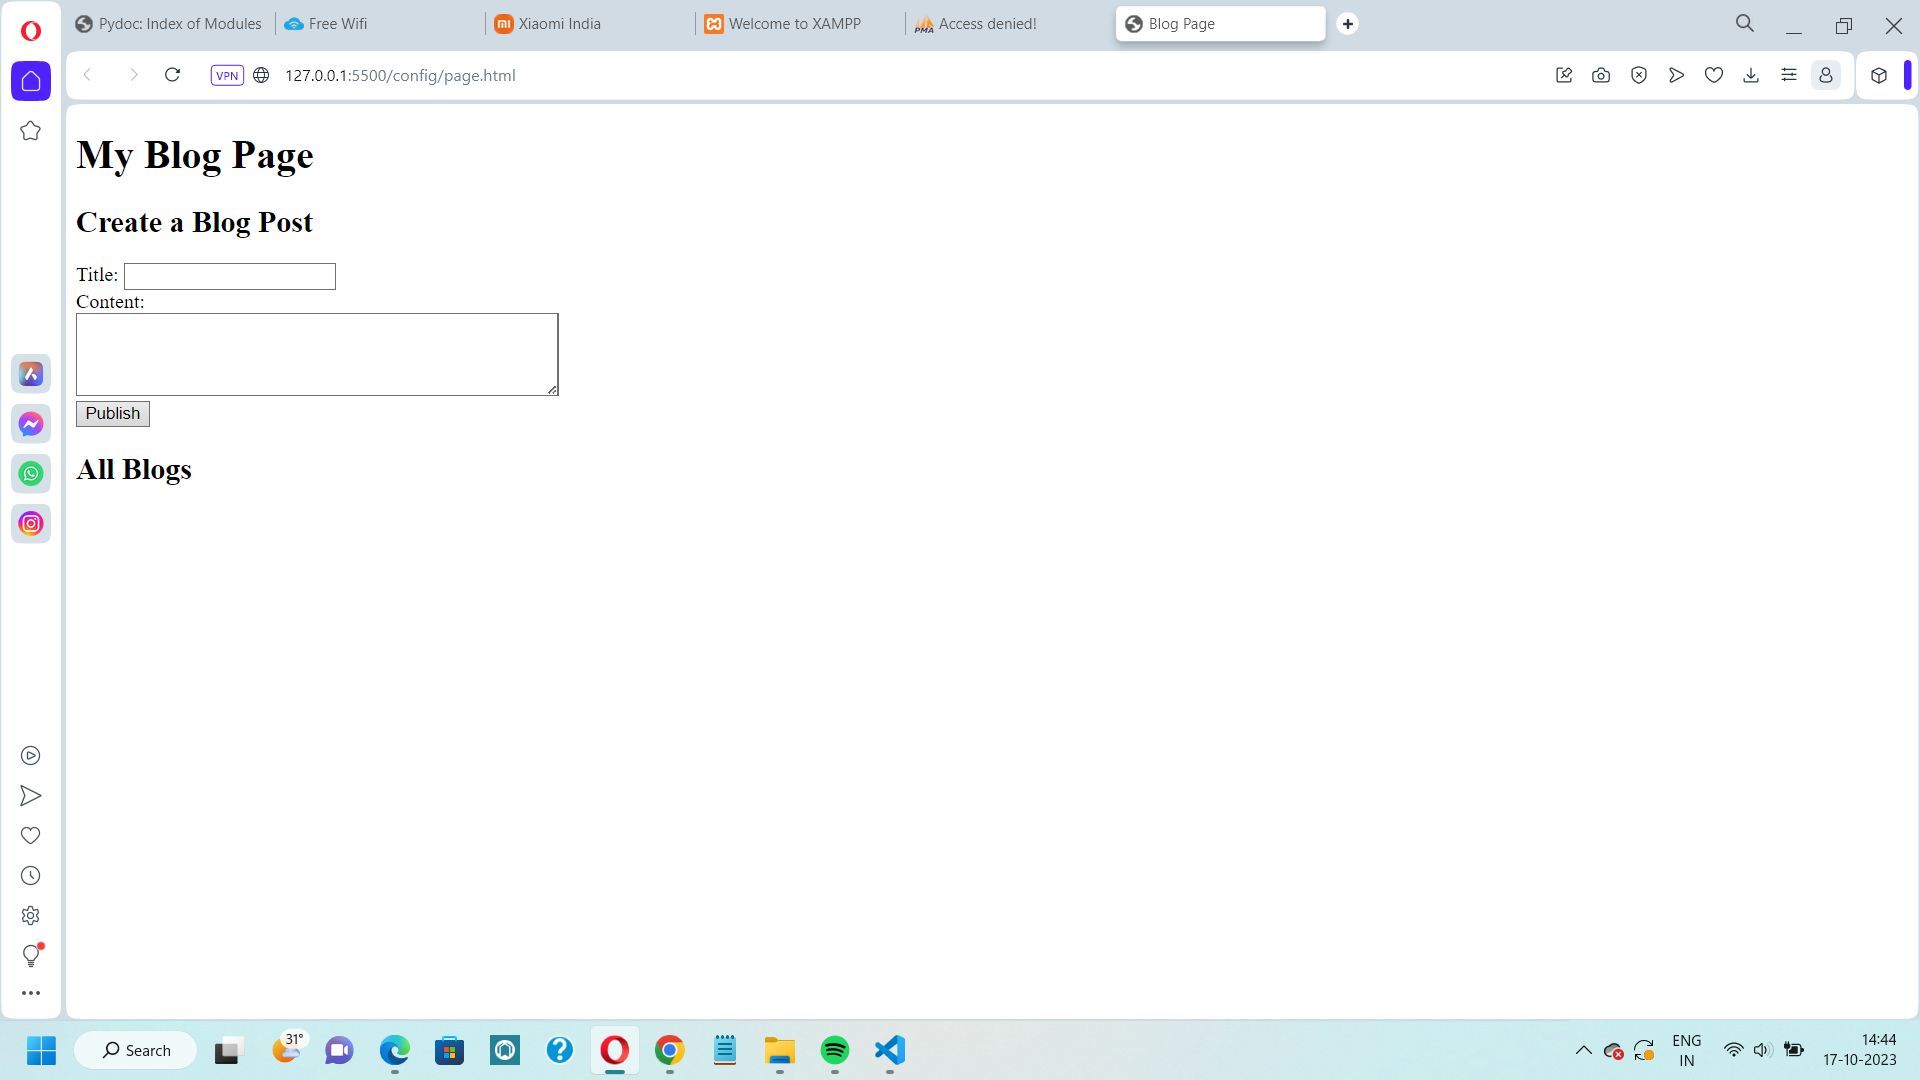 Pydoc: Index of Modules
Free Wifi
Xiaomi India
Welcome to XAMPP
PMA
Access denied!
Blog Page
VPN
127.0.0.1:5500/config/page.html
My Blog Page
Create a Blog Post
Title:
Content:
Publish
All Blogs
Search
31°
ENG
IN
14:44
17-10-2023